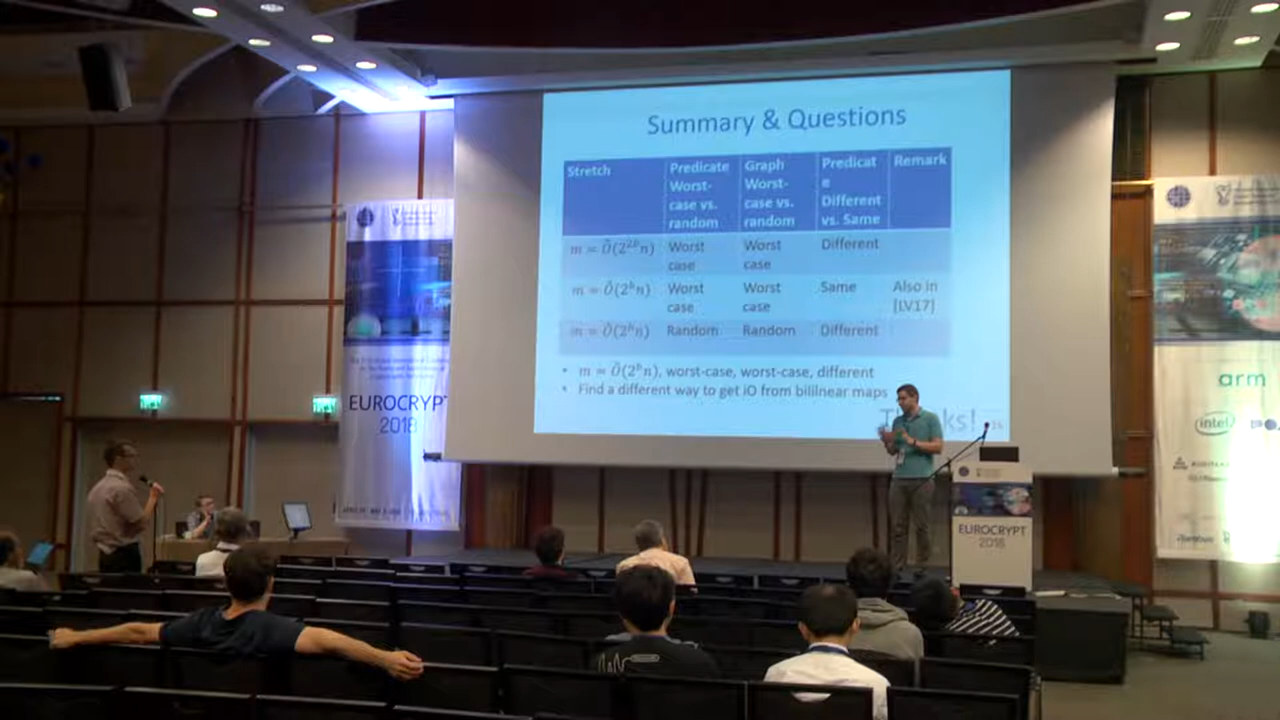 Summary & Questions
Stretch
Predicate Worst-case vs. random
Graph Worst-case vs. random
Predicat e Different vs. Same
Remark
m = Õ(2^{2b}n) Worst case Worst case Different
m = Õ(2^b n) Worst case Worst case Same Also in [LV17]
m = Õ(2^b n) Random Random Different
• m = Õ(2^b n), worst-case, worst-case, different
• Find a different way to get iO from bililinear maps
EUROCRYPT
2018
EUROCRYPT
2018
arm
intel